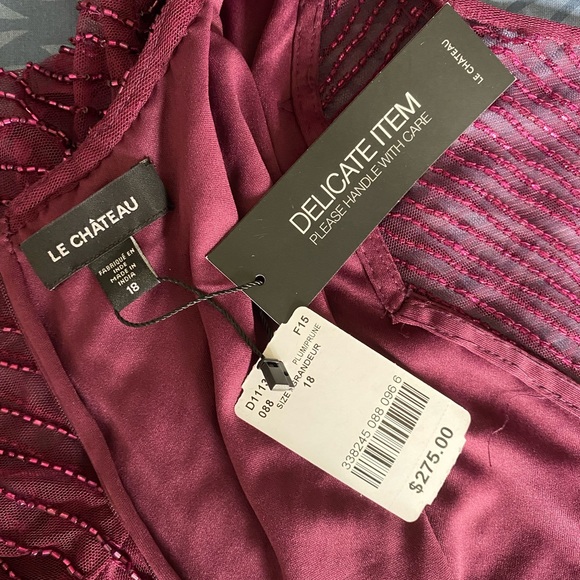 LE CHÂTEAU
DELICATE ITEM
PLEASE HANDLE WITH CARE
LE CHÂTEAU
FABRIQUÉ EN
INDE
MADE IN
INDIA
18
F15
PLUM/PRUNE
D1113
088
SIZE
GRANDEUR
18
338245 088 096 6
$275.00